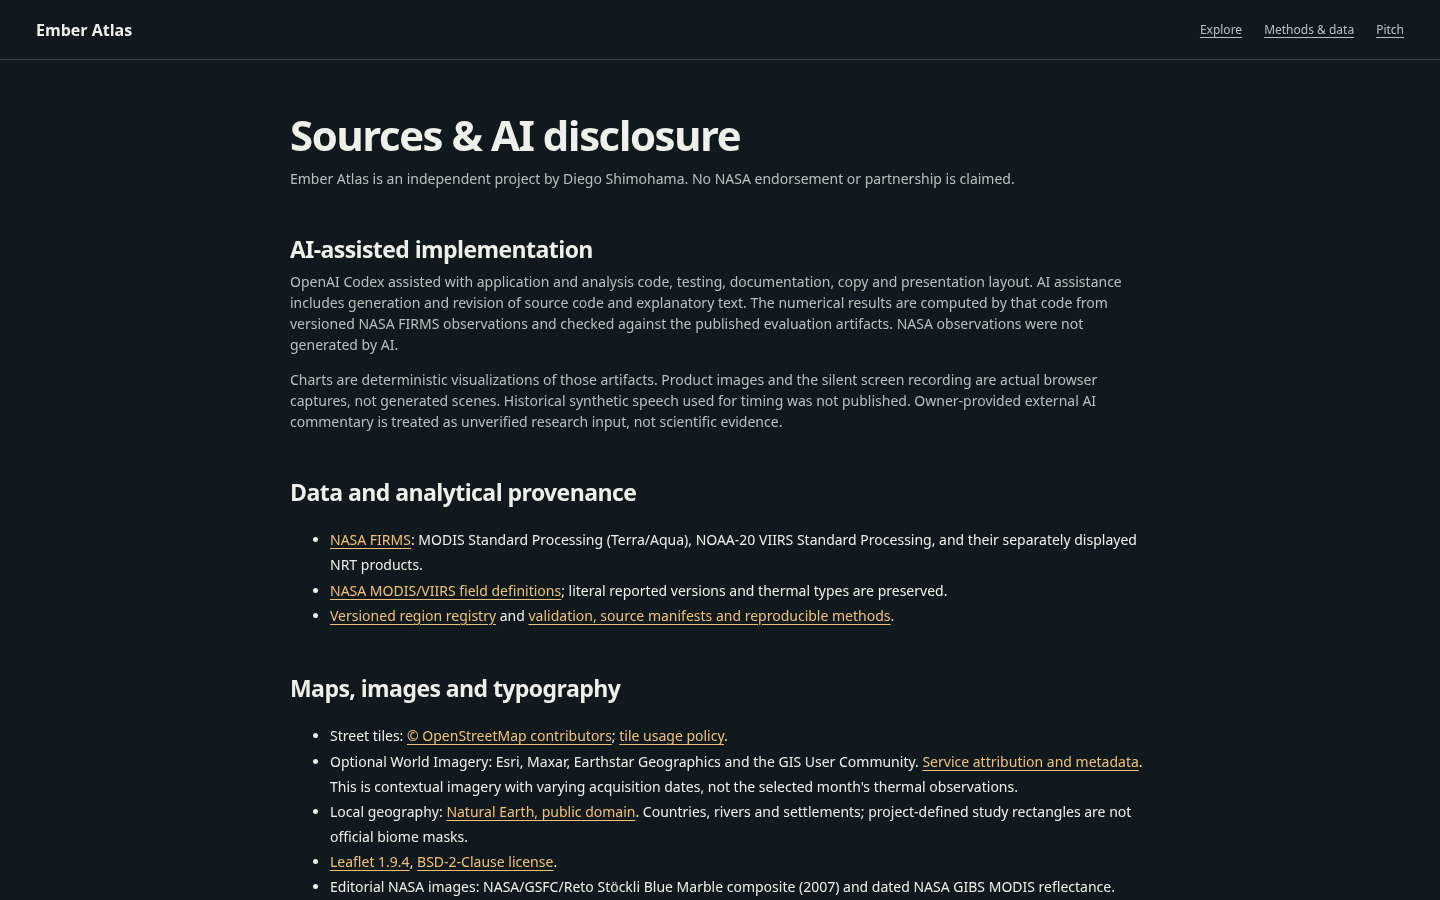 Ember Atlas
Explore
Methods & data
Pitch
Sources & AI disclosure
Ember Atlas is an independent project by Diego Shimohama. No NASA endorsement or partnership is claimed.
AI-assisted implementation
OpenAI Codex assisted with application and analysis code, testing, documentation, copy and presentation layout. AI assistance
includes generation and revision of source code and explanatory text. The numerical results are computed by that code from
versioned NASA FIRMS observations and checked against the published evaluation artifacts. NASA observations were not
generated by AI.
Charts are deterministic visualizations of those artifacts. Product images and the silent screen recording are actual browser
captures, not generated scenes. Historical synthetic speech used for timing was not published. Owner-provided external AI
commentary is treated as unverified research input, not scientific evidence.
Data and analytical provenance
NASA FIRMS: MODIS Standard Processing (Terra/Aqua), NOAA-20 VIIRS Standard Processing, and their separately displayed
NRT products.
NASA MODIS/VIIRS field definitions; literal reported versions and thermal types are preserved.
Versioned region registry and validation, source manifests and reproducible methods.
Maps, images and typography
Street tiles: © OpenStreetMap contributors; tile usage policy.
Optional World Imagery: Esri, Maxar, Earthstar Geographics and the GIS User Community. Service attribution and metadata.
This is contextual imagery with varying acquisition dates, not the selected month's thermal observations.
Local geography: Natural Earth, public domain. Countries, rivers and settlements; project-defined study rectangles are not
official biome masks.
Leaflet 1.9.4, BSD-2-Clause license.
Editorial NASA images: NASA/GSFC/Reto Stöckli Blue Marble composite (2007) and dated NASA GIBS MODIS reflectance.